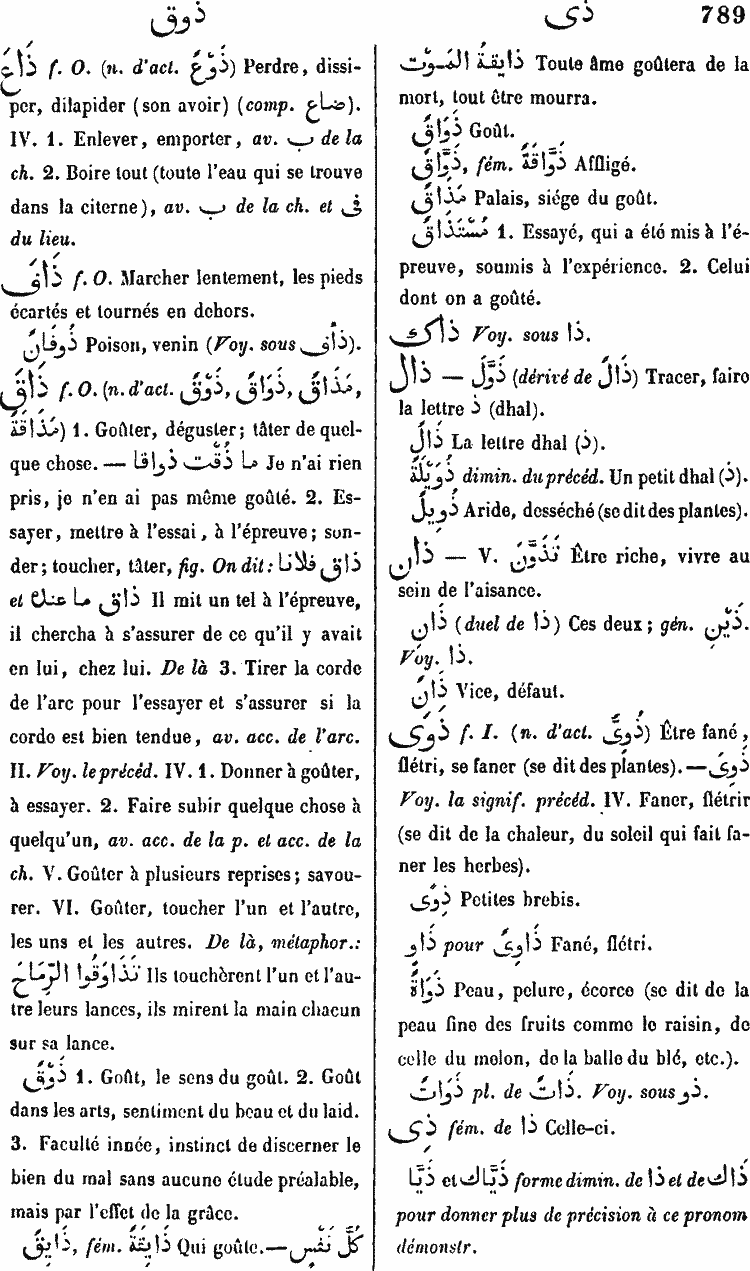 ذوق
ذى
789
ذَاعَ f. O. (n. d'act. ذَوْعٌ) Perdre, dissi-
per, dilapider (son avoir) (comp. ضاع).
IV. 1. Enlever, emporter, av. ب de la
ch. 2. Boire tout (toute l'eau qui se trouve
dans la citerne), av. ب de la ch. et في
du lieu.
ذَافَ f. O. Marcher lentement, les pieds
écartés et tournés en dehors.
ذُوفَانٌ Poison, venin (Voy. sous ذأف).
ذَاقَ f. O. (n. d'act. ذَوْقٌ, ذَوَاقٌ, مَذَاقٌ,
مَذَاقَةٌ) 1. Goûter, déguster; tâter de quel-
que chose. — ما ذُقْت ذواقا Je n'ai rien
pris, je n'en ai pas même goûté. 2. Es-
sayer, mettre à l'essai, à l'épreuve; son-
der; toucher, tâter, fig. On dit: ذاق فلانا
et ذاق ما عندك Il mit un tel à l'épreuve,
il chercha à s'assurer de ce qu'il y avait
en lui, chez lui. De là 3. Tirer la corde
de l'arc pour l'essayer et s'assurer si la
corde est bien tendue, av. acc. de l'arc.
II. Voy. le précéd. IV. 1. Donner à goûter,
à essayer. 2. Faire subir quelque chose à
quelqu'un, av. acc. de la p. et acc. de la
ch. V. Goûter à plusieurs reprises; savou-
rer. VI. Goûter, toucher l'un et l'autre,
les uns et les autres. De là, métaphor.:
تَذَاوَقُوا الرِّمَاحَ Ils touchèrent l'un et l'au-
tre leurs lances, ils mirent la main chacun
sur sa lance.
ذَوْقٌ 1. Goût, le sens du goût. 2. Goût
dans les arts, sentiment du beau et du laid.
3. Faculté innée, instinct de discerner le
bien du mal sans aucune étude préalable,
mais par l'effet de la grâce.
ذَايِقٌ, fém. ذَايِقَةٌ Qui goûte. — كُلُّ نَفْسٍ
ذَايِقَةُ المَوْتِ Toute âme goûtera de la
mort, tout être mourra.
ذَوَاقٌ Goût.
ذَوَّاقٌ, fém. ذَوَّاقَةٌ Affligé.
مَذَاقٌ Palais, siége du goût.
مُسْتَذَاقٌ 1. Essayé, qui a été mis à l'é-
preuve, soumis à l'expérience. 2. Celui
dont on a goûté.
ذاك Voy. sous ذا.
ذال — ذَوَّلَ (dérivé de ذَالٌ) Tracer, faire
la lettre ذ (dhal).
ذَالٌ La lettre dhal (ذ).
ذُوَيْلَةٌ dimin. du précéd. Un petit dhal (ذ).
ذَوِيلٌ Aride, desséché (se dit des plantes).
ذان — V. تَذَوَّنَ Être riche, vivre au
sein de l'aisance.
ذَانِ (duel de ذا) Ces deux; gén. ذَيْنِ.
Voy. ذا.
ذَانٌ Vice, défaut.
ذَوَى f. I. (n. d'act. ذُوِىٌّ) Être fané,
flétri, se faner (se dit des plantes). — ذَوِىَ
Voy. la signif. précéd. IV. Faner, flétrir
(se dit de la chaleur, du soleil qui fait fa-
ner les herbes).
ذَوًى Petites brebis.
ذَاوٍ pour ذَاوِىٌ Fané, flétri.
ذَوَاةٌ Peau, pelure, écorce (se dit de la
peau fine des fruits comme le raisin, de
celle du melon, de la balle du blé, etc.).
ذَوَاتٌ pl. de ذَاتٌ. Voy. sous ذو.
ذِى fém. de ذا Celle-ci.
ذَيَّا et ذَيَّاك forme dimin. de ذا et de ذاك
pour donner plus de précision à ce pronom
démonstr.